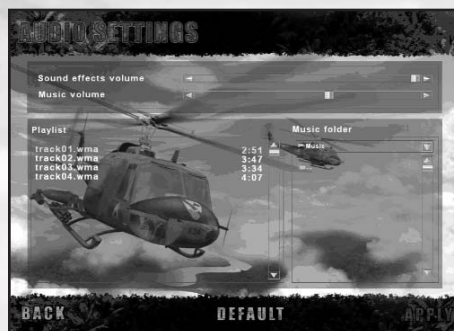 AUDIO SETTINGS
Sound effects volume
Music volume
Playlist
track01.wma 2:51
track02.wma 3:47
track03.wma 3:34
track04.wma 4:07
Music folder
Music
BACK
DEFAULT
APPLY